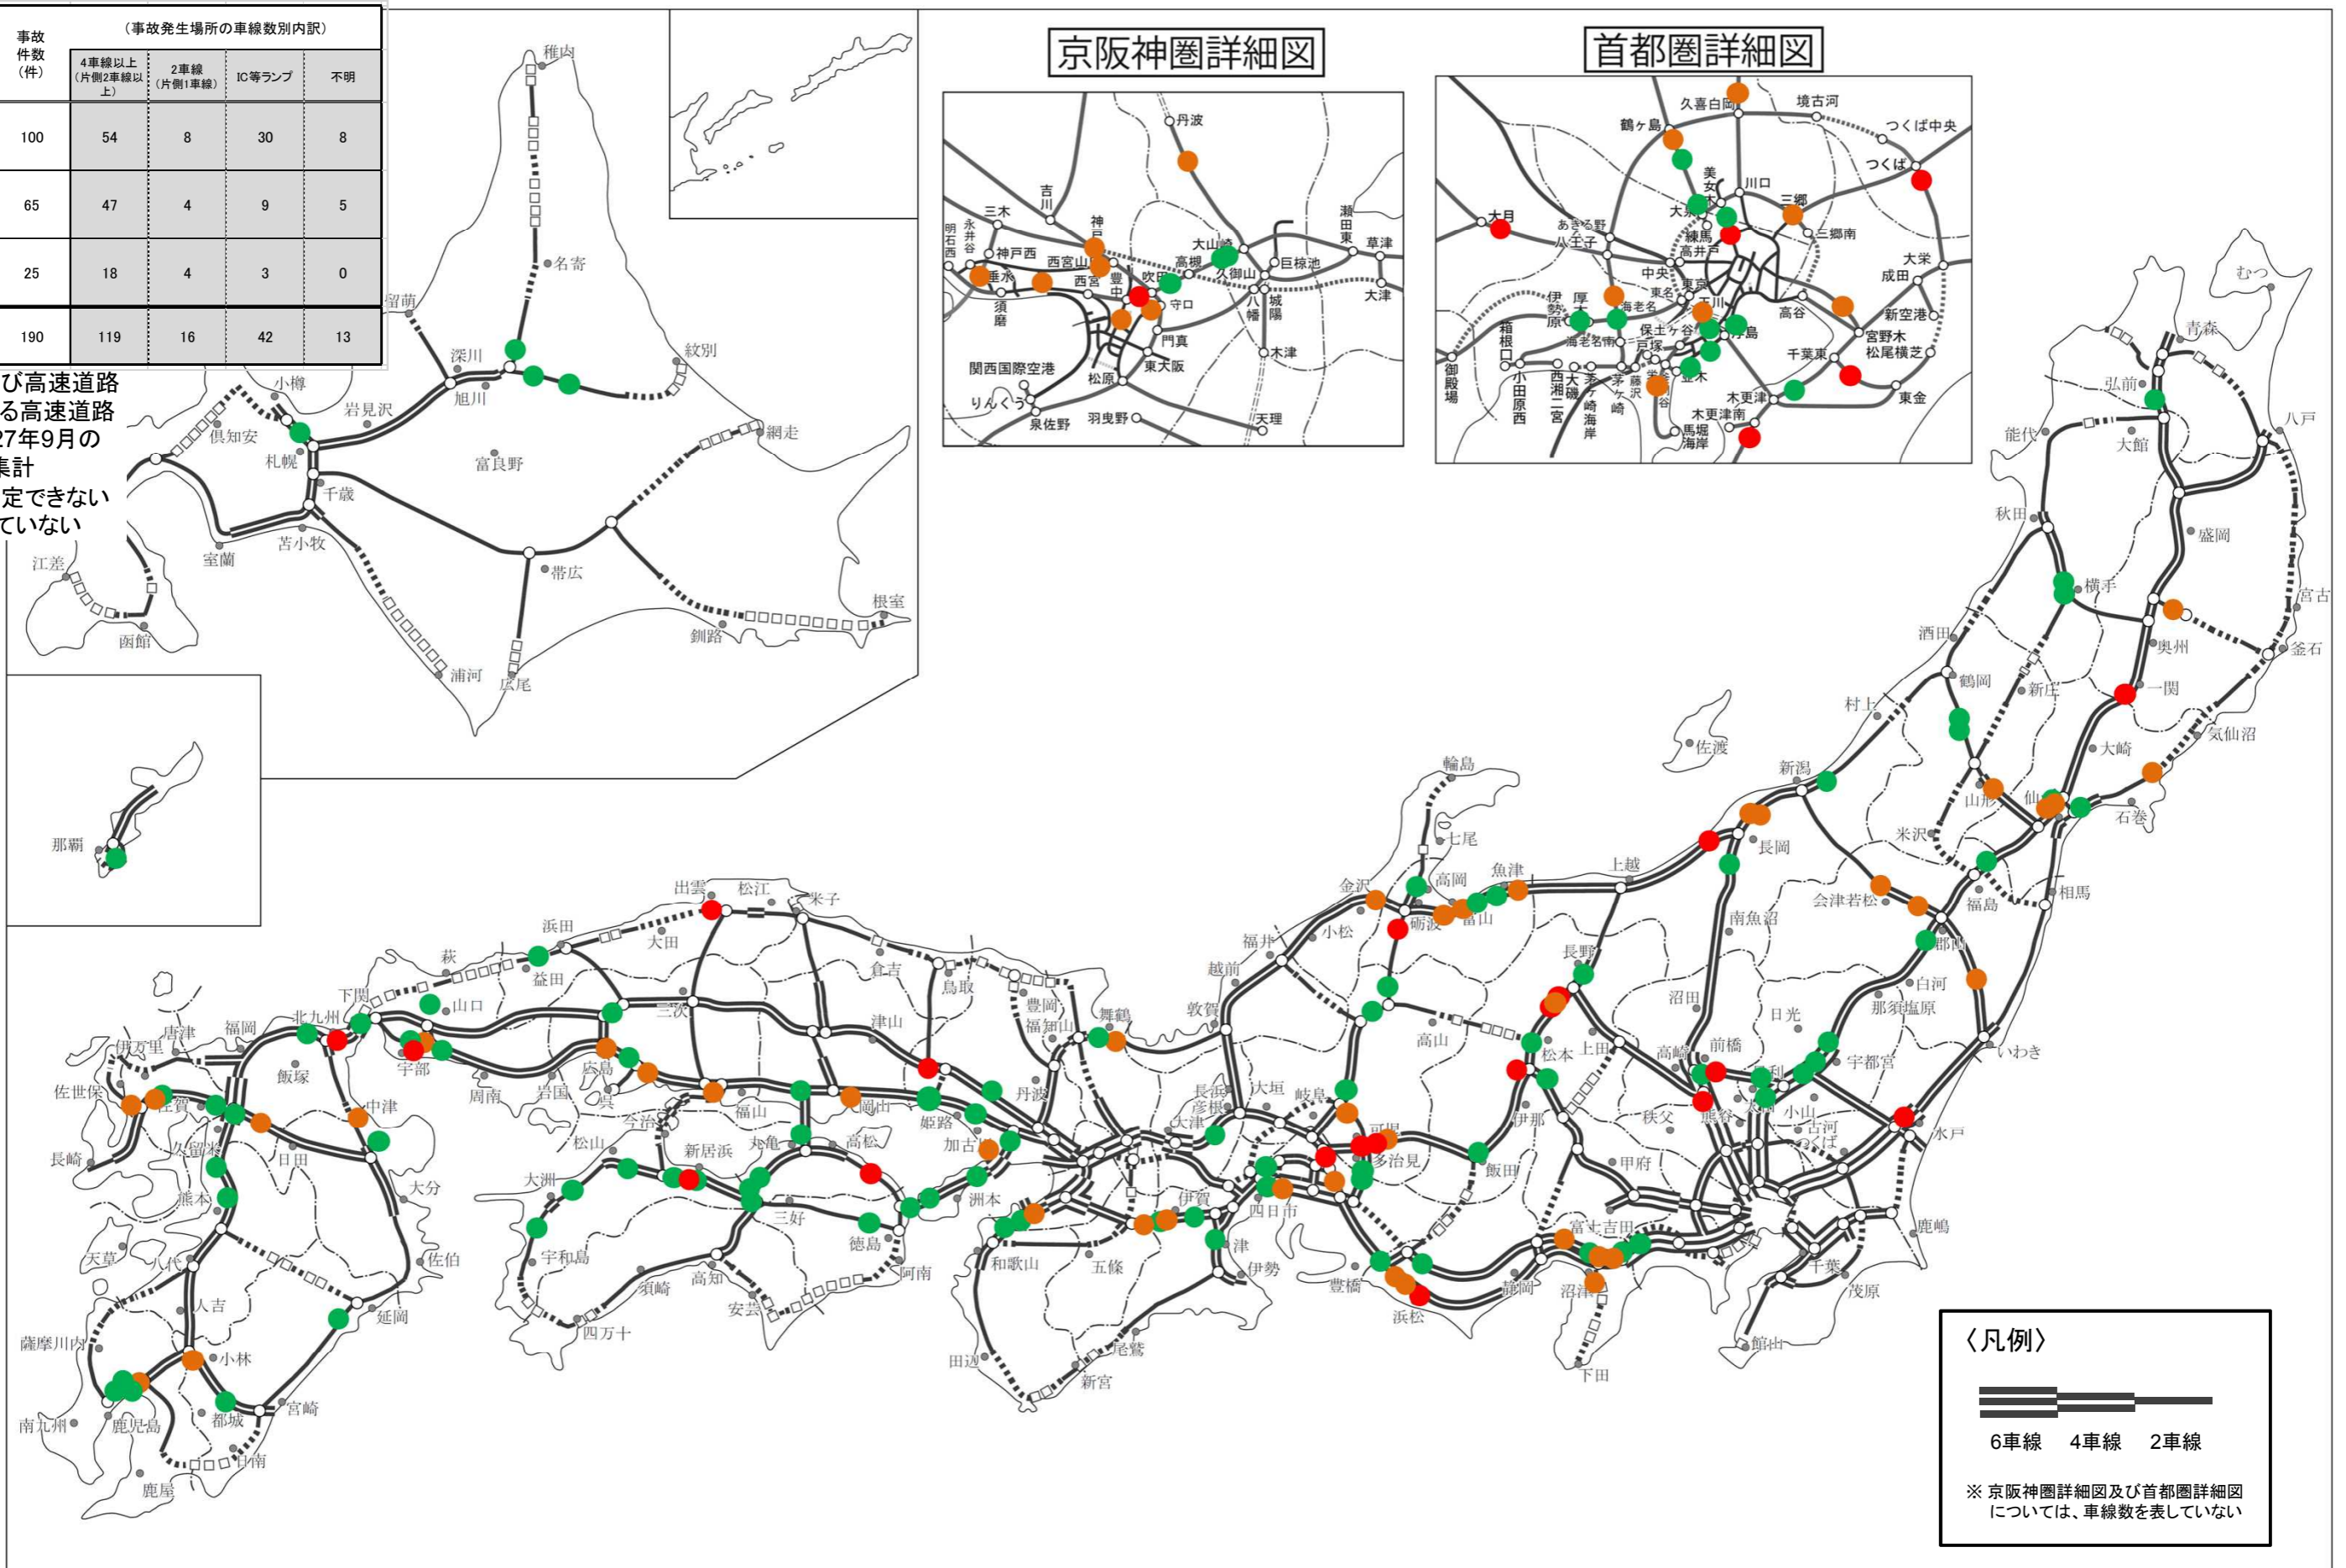 事故
件数
(件)
(事故発生場所の車線数別内訳)
4車線以上
(片側2車線以
上)
2車線
(片側1車線)
IC等ランプ
不明
100 54 8 30 8
65 47 4 9 5
25 18 4 3 0
190 119 16 42 13
び高速道路
る高速道路
27年9月の
集計
定できない
ていない
稚内
名寄
留萌
深川
旭川
紋別
小樽
岩見沢
倶知安
札幌
富良野
網走
千歳
苫小牧
室蘭
帯広
釧路
根室
浦河
広尾
江差
函館
那覇
京阪神圏詳細図
丹波
吉川
三木
神戸
永井谷
明石西
神戸西
垂水
須磨
西宮山
西宮
豊中
吹田
高槻
大山崎
久御山
巨椋池
瀬田東
草津
大津
八幡
城陽
守口
門真
東大阪
木津
松原
関西国際空港
りんくう
泉佐野
羽曳野
天理
首都圏詳細図
久喜白岡
境古河
つくば中央
つくば
鶴ヶ島
美女木
川口
大泉
三郷
三郷南
練馬
大月
あきる野
八王子
高井戸
中央
東京
東名
玉川
大栄
成田
新空港
高谷
宮野木
松尾横芝
千葉東
東金
木更津
木更津南
馬堀
海岸
並木
保土ヶ谷
戸塚
浮島
海老名
海老名南
厚木
伊勢原
箱根口
御殿場
小田原西
西湘二宮
大磯
茅ヶ崎海岸
茅ヶ崎
藤沢
むつ
青森
弘前
八戸
能代
大館
秋田
盛岡
横手
宮古
酒田
奥州
釜石
鶴岡
新庄
一関
村上
気仙沼
大崎
佐渡
新潟
山形
石巻
米沢
長岡
輪島
七尾
上越
魚津
高岡
金沢
砺波
富山
会津若松
福島
相馬
南魚沼
郡山
小松
福井
越前
長野
白河
那須塩原
沼田
日光
いわき
敦賀
高山
松本
上田
高崎
前橋
宇都宮
足利
小山
古河
つくば
水戸
熊谷
秩父
伊那
飯田
甲府
富士吉田
鹿嶋
千葉
茂原
館山
沼津
下田
静岡
浜松
豊橋
多治見
可児
岐阜
大垣
長浜
彦根
大津
四日市
伊賀
津
伊勢
尾鷲
新宮
田辺
和歌山
五條
舞鶴
豊岡
福知山
丹波
鳥取
倉吉
米子
松江
出雲
大田
浜田
益田
萩
山口
下関
北九州
福岡
唐津
伊万里
佐世保
佐賀
飯塚
宇部
周南
岩国
広島
呉
三次
福山
津山
岡山
姫路
加古川
洲本
今治
松山
新居浜
丸亀
高松
大洲
三好
徳島
阿南
宇和島
須崎
高知
安芸
四万十
中津
長崎
久留米
日田
大分
熊本
天草
八代
佐伯
人吉
延岡
薩摩川内
小林
宮崎
都城
南九州
鹿児島
日南
鹿屋
〈凡例〉
6車線 4車線 2車線
※ 京阪神圏詳細図及び首都圏詳細図
については、車線数を表していない